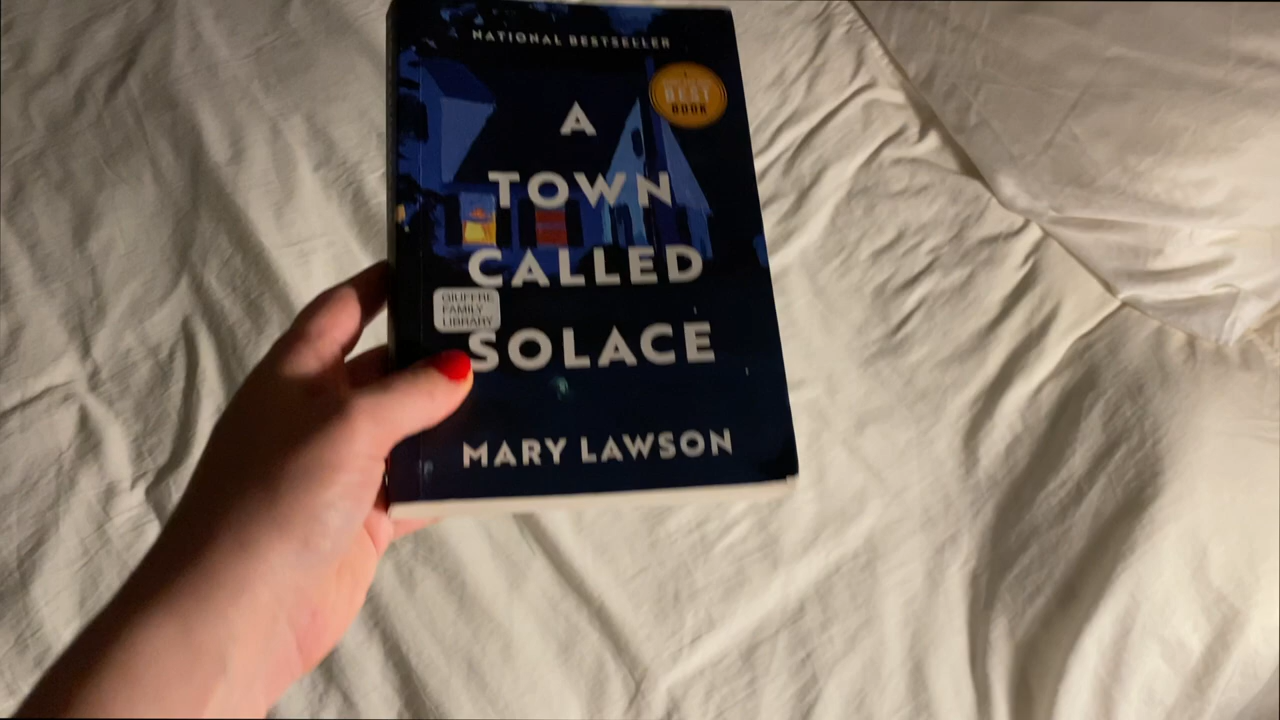 NATIONAL BESTSELLER
BEST
BOOK
A
TOWN
CALLED
GIUFFRE
FAMILY
LIBRARY
SOLACE
MARY LAWSON